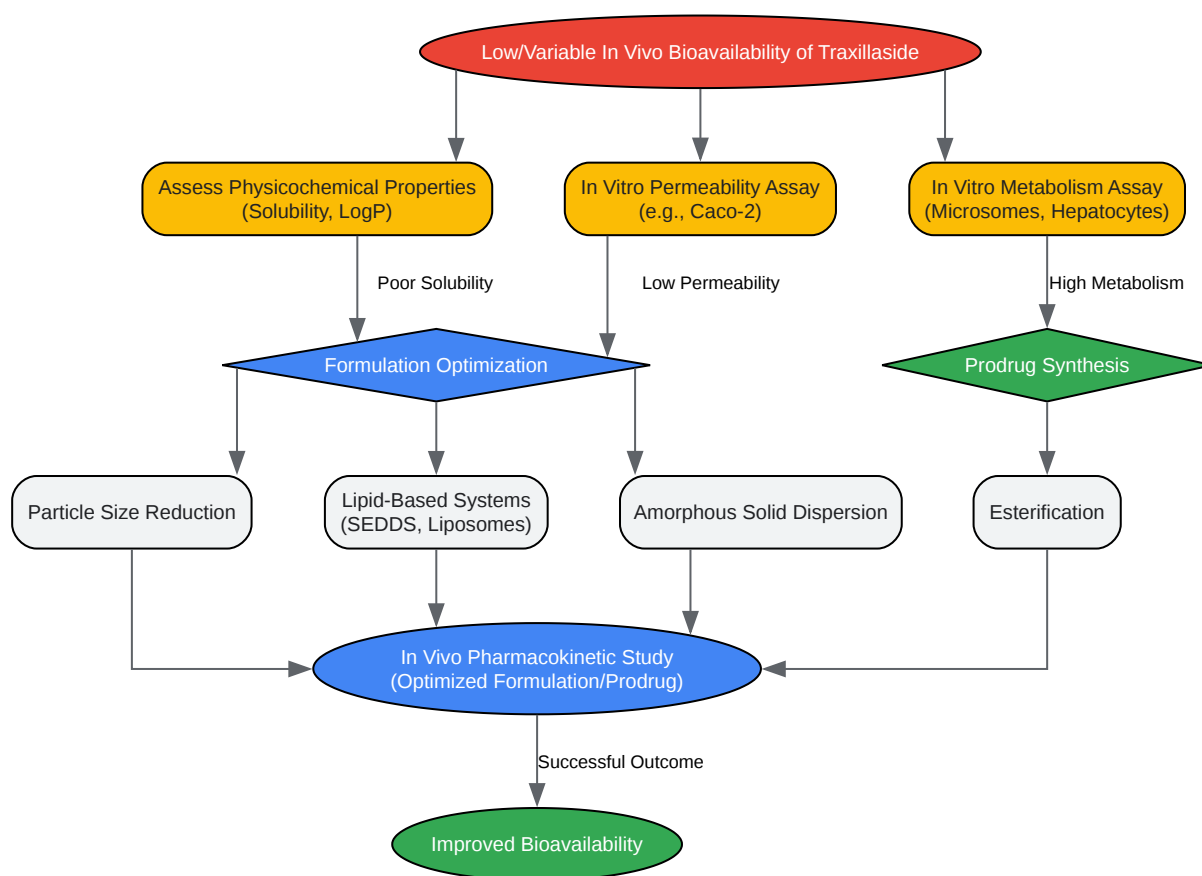 Low/Variable In Vivo Bioavailability of Traxillaside
Assess Physicochemical Properties
(Solubility, LogP)
In Vitro Permeability Assay
(e.g., Caco-2)
In Vitro Metabolism Assay
(Microsomes, Hepatocytes)
Poor Solubility
Low Permeability
High Metabolism
Formulation Optimization
Prodrug Synthesis
Particle Size Reduction
Lipid-Based Systems
(SEDDS, Liposomes)
Amorphous Solid Dispersion
Esterification
In Vivo Pharmacokinetic Study
(Optimized Formulation/Prodrug)
Successful Outcome
Improved Bioavailability